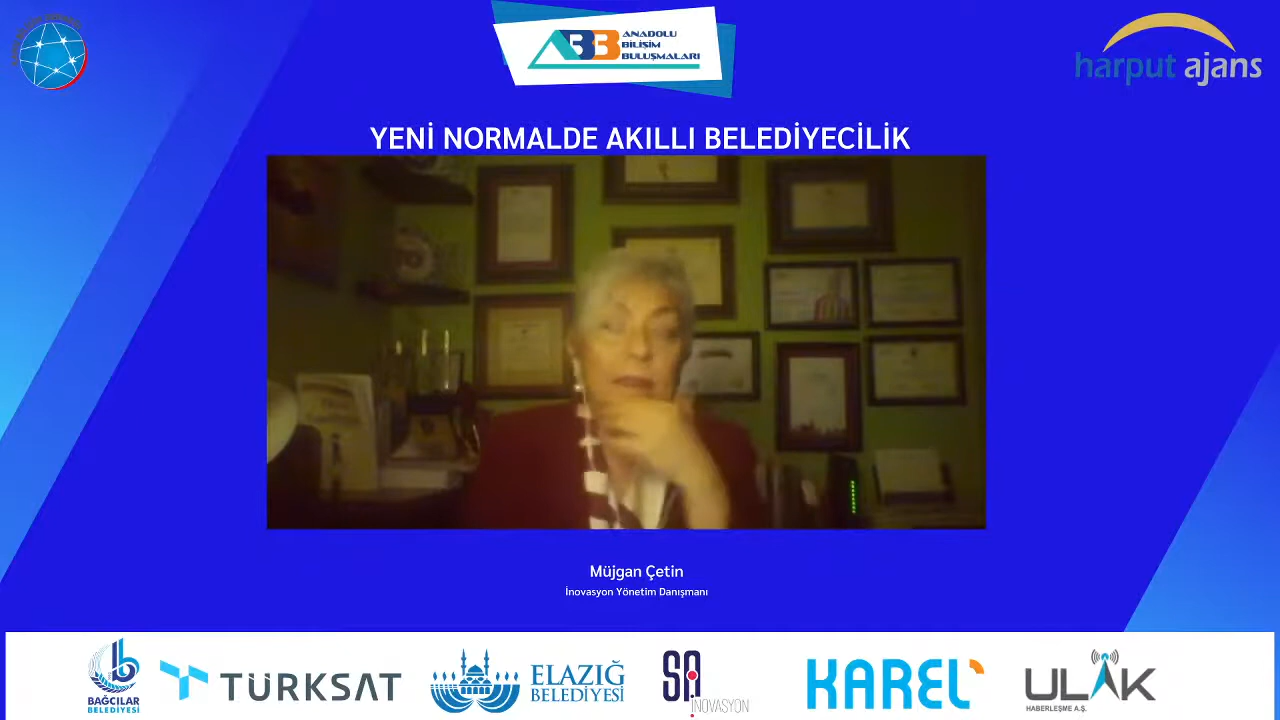 ABB
ANADOLU
BİLİŞİM
BULUŞMALARI
harput ajans
YENİ NORMALDE AKILLI BELEDİYECİLİK
Müjgan Çetin
İnovasyon Yönetim Danışmanı
BAĞCILAR
BELEDİYESİ
TÜRKSAT
ELAZIĞ
BELEDİYESİ
SA
İNOVASYON
KAREL
ULAK
HABERLEŞME A.Ş.